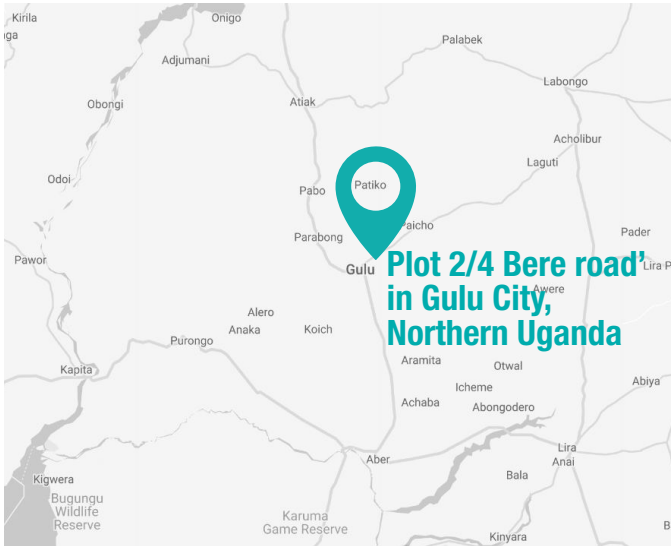 Kirila
Onigo
nga
Palabek
Adjumani
Labongo
Atiak
Obongi
Acholibur
Laguti
Odoi
Pabo
Patiko
Paicho
Pader
Parabong
Pawor
Gulu
Lira P
Plot 2/4 Bere road'
in Gulu City,
Northern Uganda
Awere
Alero
Anaka
Koich
Purongo
Aramita
Otwal
Kapita
Icheme
Abiya
Achaba
Abongodero
Lira
Aber
Anai
Kigwera
Bala
Bugungu
Wildlife
Reserve
Karuma
Game Reserve
Kinyara
B